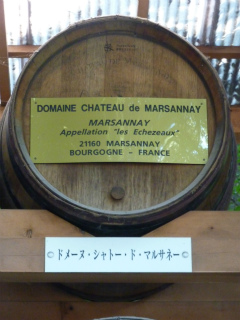 DOMAINE CHATEAU de MARSANNAY
MARSANNAY
Appellation "les Echezeaux"
21160 MARSANNAY
BOURGOGNE - FRANCE
© ドメーヌ・シャトー・ド・マルサネー ©